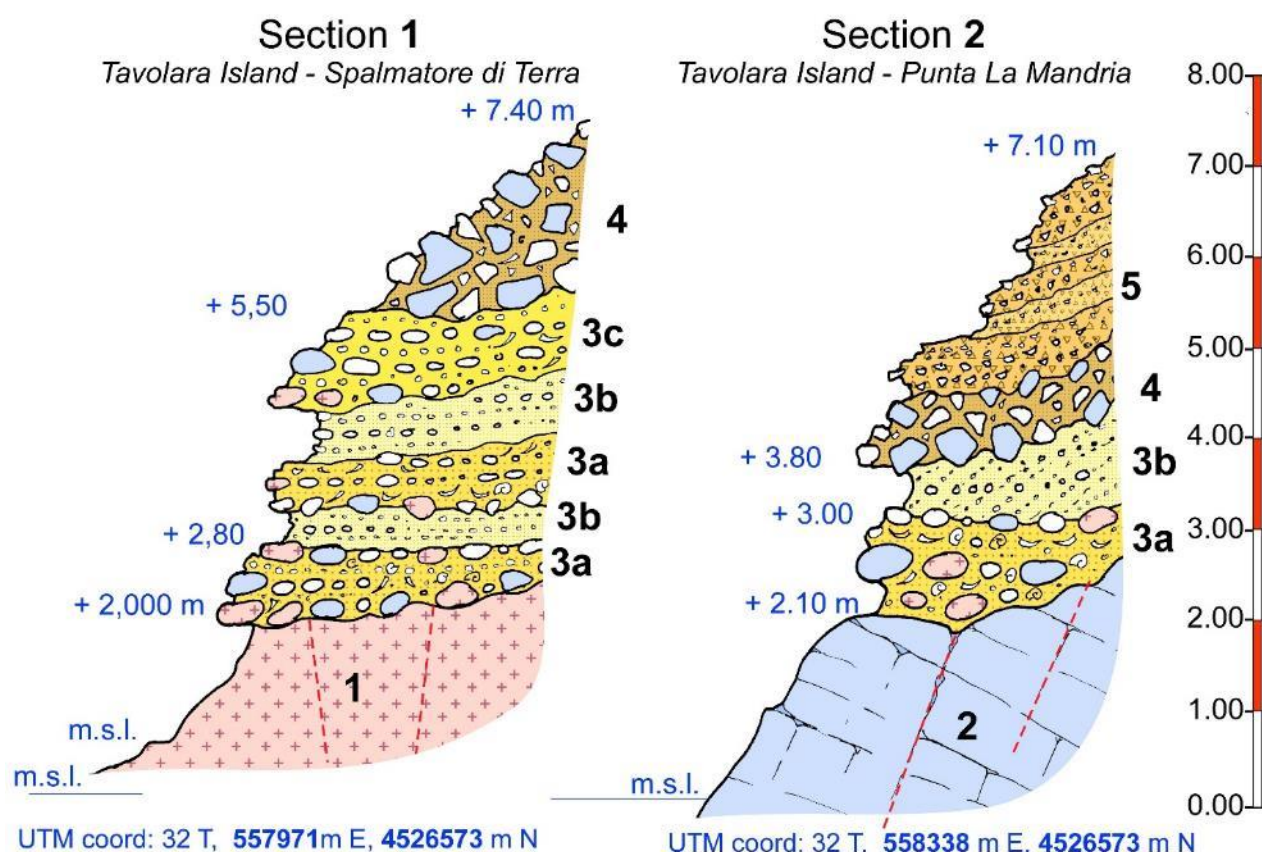 Section 1
Tavolara Island - Spalmatore di Terra
+ 7.40 m
4
+ 5,50
3c
3b
3a
3b
+ 2,80
3a
+ 2,000 m
1
m.s.l.
m.s.l.
UTM coord: 32 T, 557971m E, 4526573 m N
Section 2
Tavolara Island - Punta La Mandria
+ 7.10 m
5
4
+ 3.80
3b
+ 3.00
3a
+ 2.10 m
2
m.s.l.
UTM coord: 32 T, 558338 m E, 4526573 m N
8.00
7.00
6.00
5.00
4.00
3.00
2.00
1.00
0.00